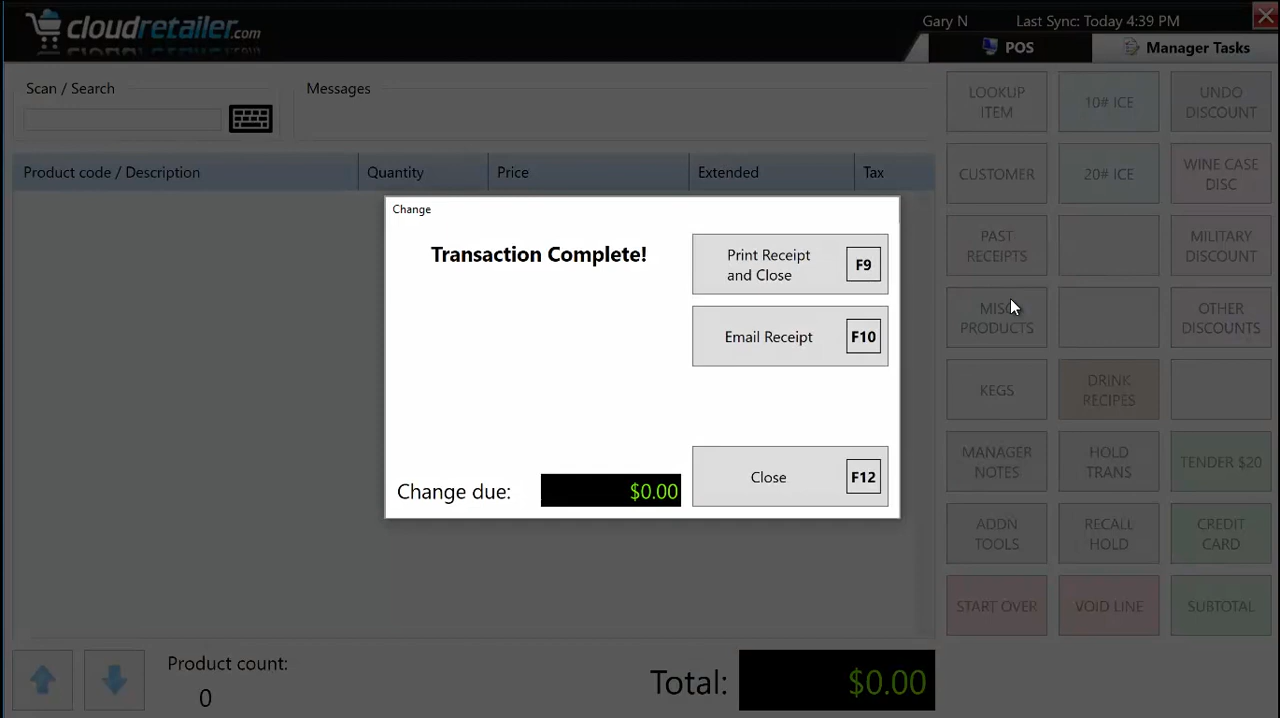 cloudretailer.com
Gary N
Last Sync: Today 4:39 PM
POS
Manager Tasks
Scan / Search
Messages
Product code / Description
Quantity
Price
Extended
Tax
LOOKUP
ITEM
10# ICE
UNDO
DISCOUNT
CUSTOMER
20# ICE
WINE CASE
DISC
PAST
RECEIPTS
MILITARY
DISCOUNT
MISC
PRODUCTS
OTHER
DISCOUNTS
KEGS
DRINK
RECIPES
MANAGER
NOTES
HOLD
TRANS
TENDER $20
ADDN
TOOLS
RECALL
HOLD
CREDIT
CARD
START OVER
VOID LINE
SUBTOTAL
Change
Transaction Complete!
Print Receipt
and Close
F9
Email Receipt
F10
Close
F12
Change due:
$0.00
Product count:
0
Total:
$0.00